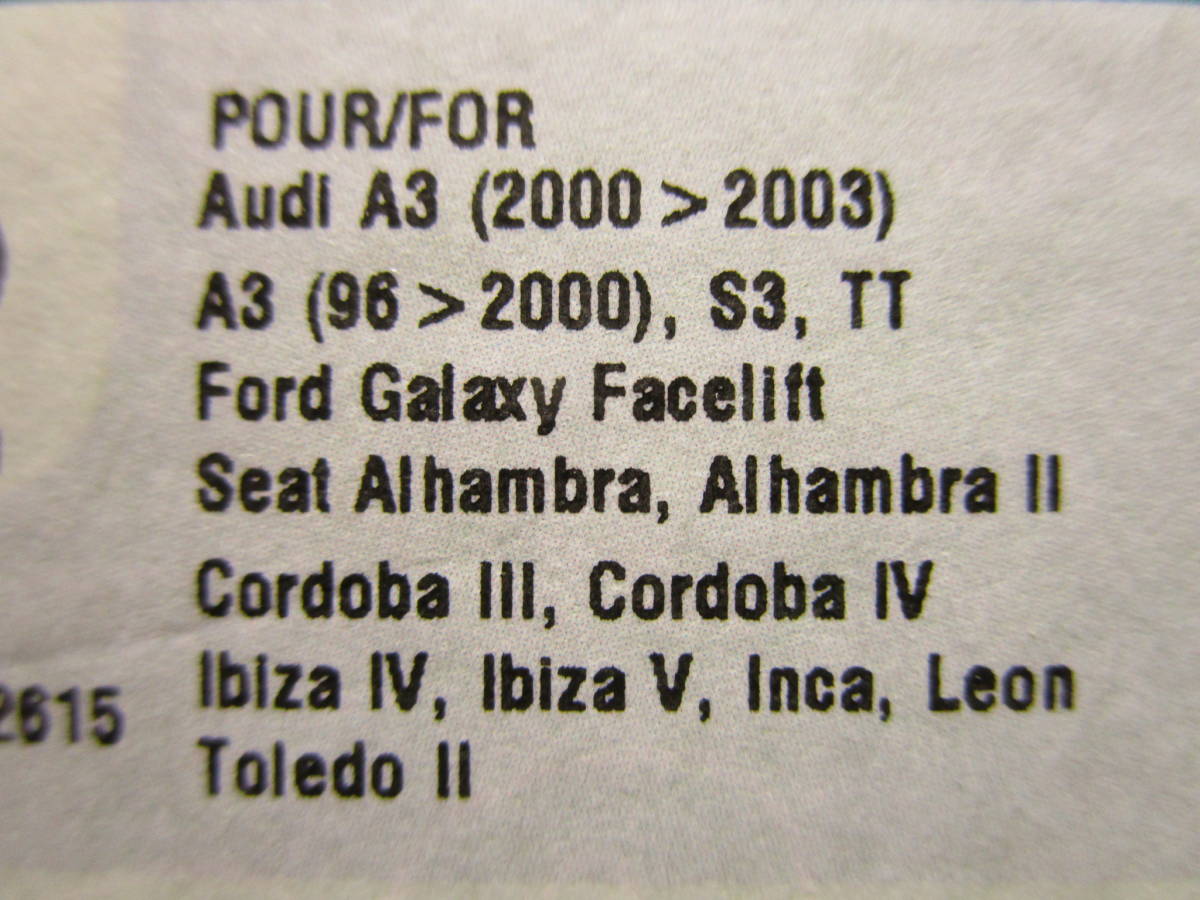 POUR/FOR
Audi A3 (2000 > 2003)
A3 (96 > 2000), S3, TT
Ford Galaxy Facelift
Seat Alhambra, Alhambra II
Cordoba III, Cordoba IV
Ibiza IV, Ibiza V, Inca, Leon
2615
Toledo II